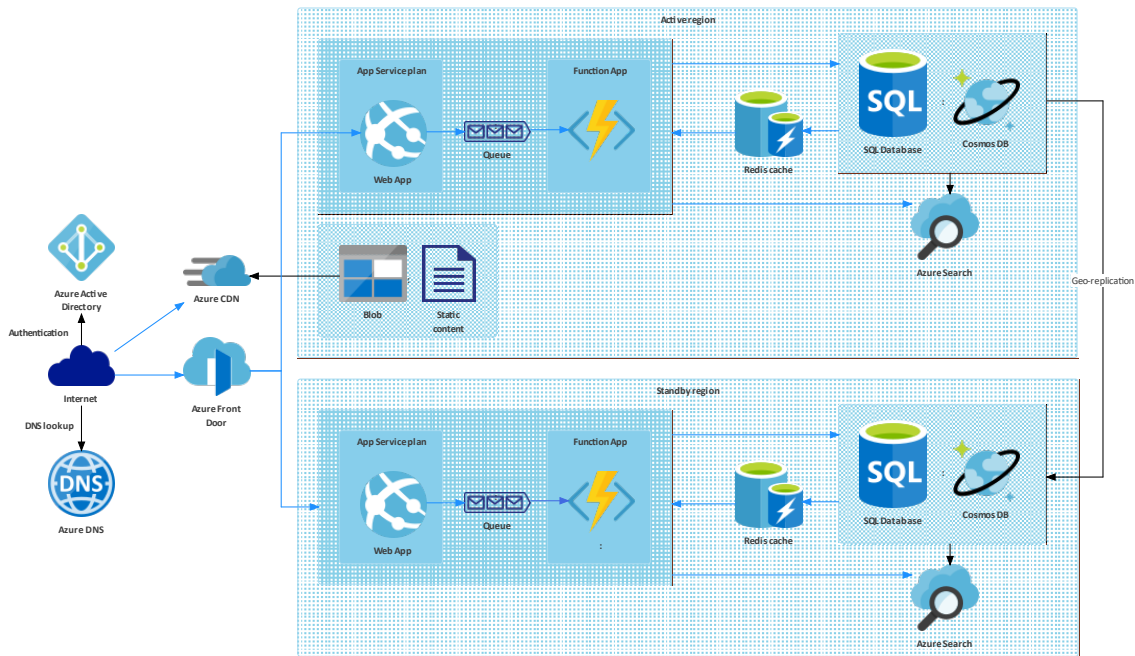 Active region
App Service plan
Function App
SQL
:
Web App
Queue
Redis cache
SQL Database
Cosmos DB
Azure Search
Geo-replication
Azure Active
Directory
Authentication
Azure CDN
:
Blob
Static
content
Internet
DNS lookup
DNS
Azure DNS
Azure Front
Door
Standby region
App Service plan
Function App
SQL
:
Web App
Queue
:
Redis cache
SQL Database
Cosmos DB
Azure Search